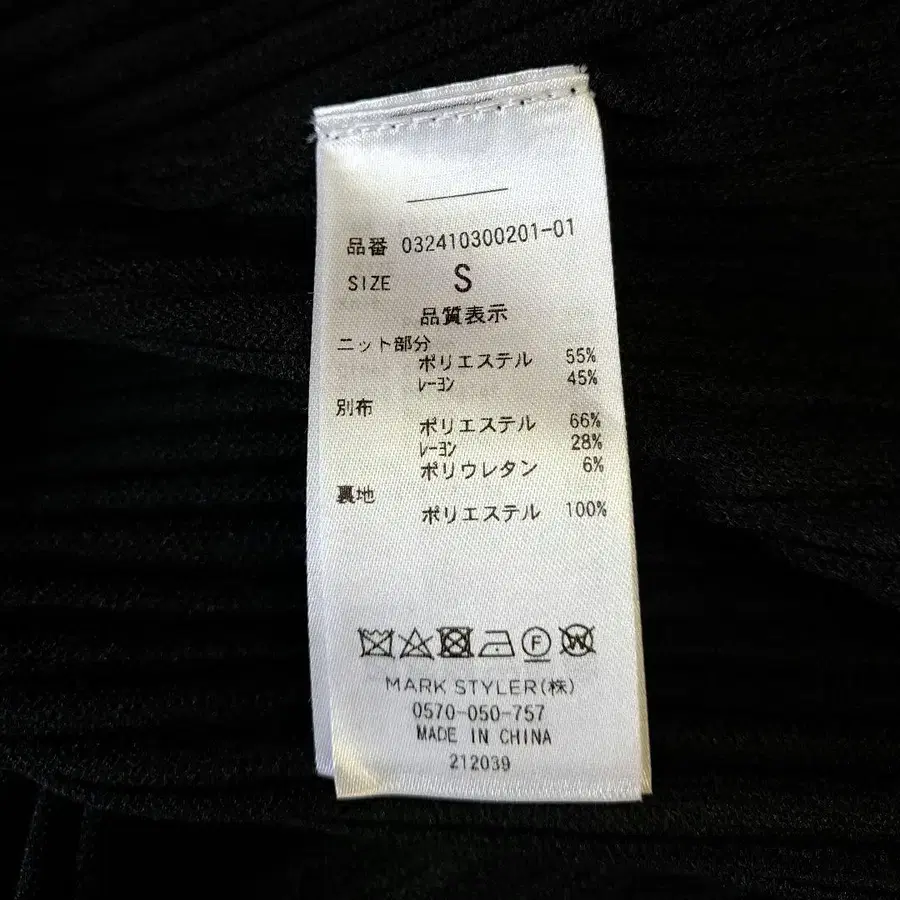 品番 032410300201-01
SIZE S
品質表示
ニット部分
ポリエステル 55%
レーヨン 45%
別布
ポリエステル 66%
レーヨン 28%
ポリウレタン 6%
裏地
ポリエステル 100%
F W
MARK STYLER(株)
0570-050-757
MADE IN CHINA
212039